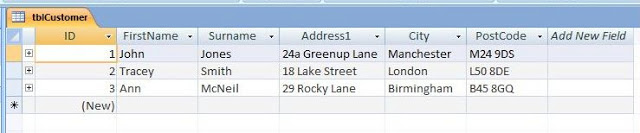 tblCustomer
ID FirstName Surname Address1 City PostCode Add New Field
1 John Jones 24a Greenup Lane Manchester M24 9DS
2 Tracey Smith 18 Lake Street London L50 8DE
3 Ann McNeil 29 Rocky Lane Birmingham B45 8GQ
(New)